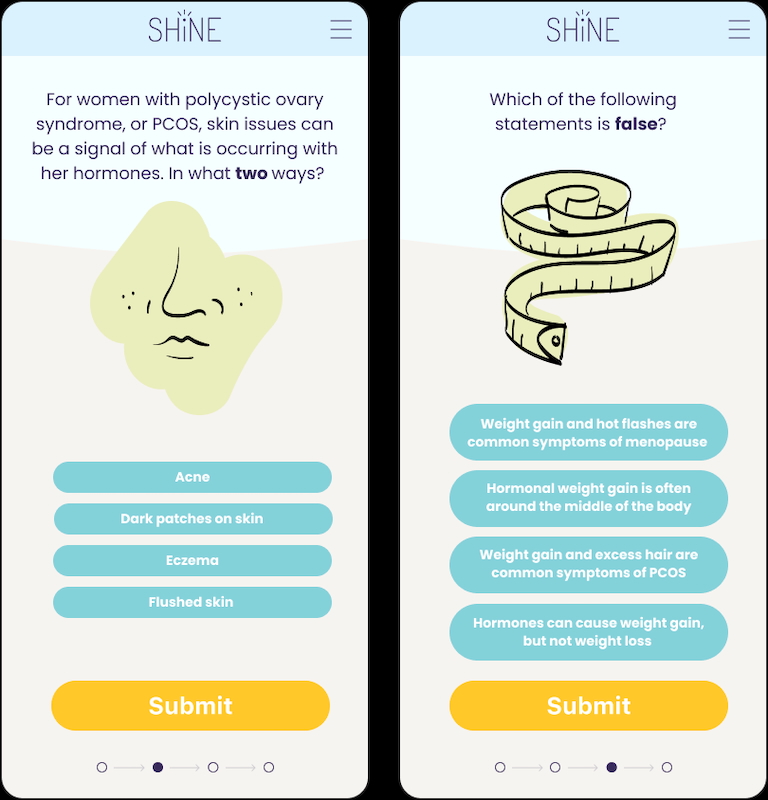 SHiNE
For women with polycystic ovary
syndrome, or PCOS, skin issues can
be a signal of what is occurring with
her hormones. In what two ways?
Acne
Dark patches on skin
Eczema
Flushed skin
Submit
SHiNE
Which of the following
statements is false?
Weight gain and hot flashes are
common symptoms of menopause
Hormonal weight gain is often
around the middle of the body
Weight gain and excess hair are
common symptoms of PCOS
Hormones can cause weight gain,
but not weight loss
Submit